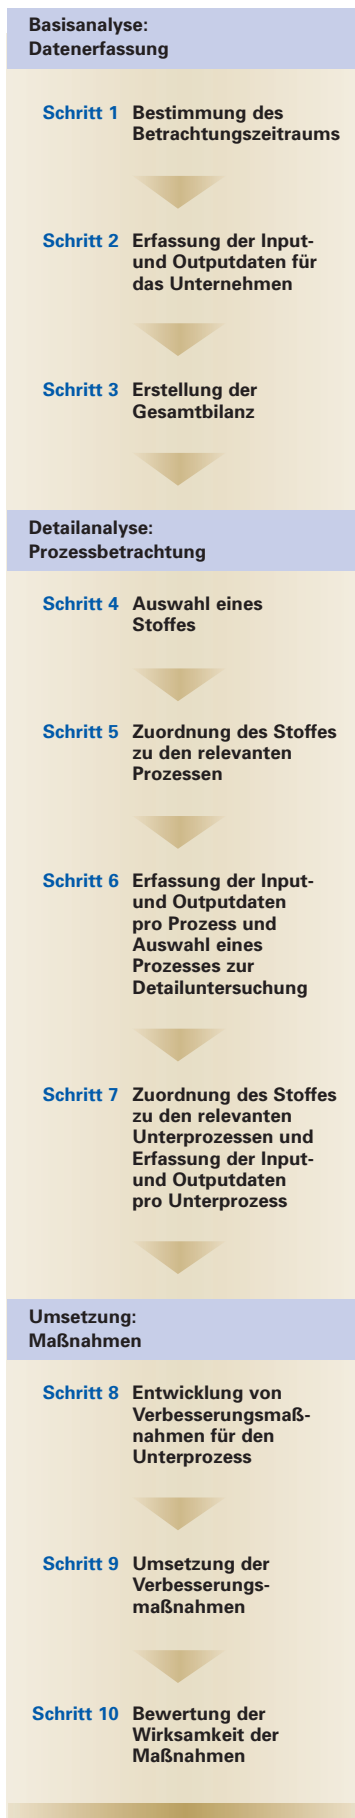 Basisanalyse:
Datenerfassung
Schritt 1 Bestimmung des
Betrachtungszeitraums
Schritt 2 Erfassung der Input-
und Outputdaten für
das Unternehmen
Schritt 3 Erstellung der
Gesamtbilanz
Detailanalyse:
Prozessbetrachtung
Schritt 4 Auswahl eines
Stoffes
Schritt 5 Zuordnung des Stoffes
zu den relevanten
Prozessen
Schritt 6 Erfassung der Input-
und Outputdaten
pro Prozess und
Auswahl eines
Prozesses zur
Detailuntersuchung
Schritt 7 Zuordnung des Stoffes
zu den relevanten
Unterprozessen und
Erfassung der Input-
und Outputdaten
pro Unterprozess
Umsetzung:
Maßnahmen
Schritt 8 Entwicklung von
Verbesserungsmaß-
nahmen für den
Unterprozess
Schritt 9 Umsetzung der
Verbesserungs-
maßnahmen
Schritt 10 Bewertung der
Wirksamkeit der
Maßnahmen